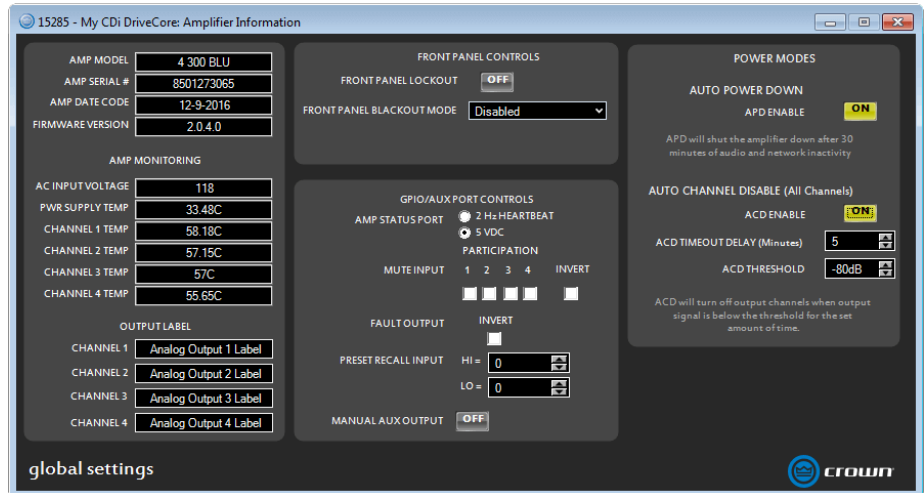 15285 - My CDi DriveCore: Amplifier Information
AMP MODEL 4 300 BLU
AMP SERIAL # 8501273065
AMP DATE CODE 12-9-2016
FIRMWARE VERSION 2.0.4.0
AMP MONITORING
AC INPUT VOLTAGE 118
PWR SUPPLY TEMP 33.48C
CHANNEL 1 TEMP 58.18C
CHANNEL 2 TEMP 57.15C
CHANNEL 3 TEMP 57C
CHANNEL 4 TEMP 55.65C
OUTPUT LABEL
CHANNEL 1 Analog Output 1 Label
CHANNEL 2 Analog Output 2 Label
CHANNEL 3 Analog Output 3 Label
CHANNEL 4 Analog Output 4 Label
FRONT PANEL CONTROLS
FRONT PANEL LOCKOUT OFF
FRONT PANEL BLACKOUT MODE Disabled
GPIO/AUX PORT CONTROLS
AMP STATUS PORT 2 Hz HEARTBEAT
5 VDC
PARTICIPATION
MUTE INPUT 1 2 3 4 INVERT
FAULT OUTPUT INVERT
PRESET RECALL INPUT HI = 0
LO = 0
MANUAL AUX OUTPUT OFF
POWER MODES
AUTO POWER DOWN
APD ENABLE ON
APD will shut the amplifier down after 30
minutes of audio and network inactivity
AUTO CHANNEL DISABLE (All Channels)
ACD ENABLE ON
ACD TIMEOUT DELAY (Minutes) 5
ACD THRESHOLD -80dB
ACD will turn off output channels when output
signal is below the threshold for the set
amount of time.
global settings
crown